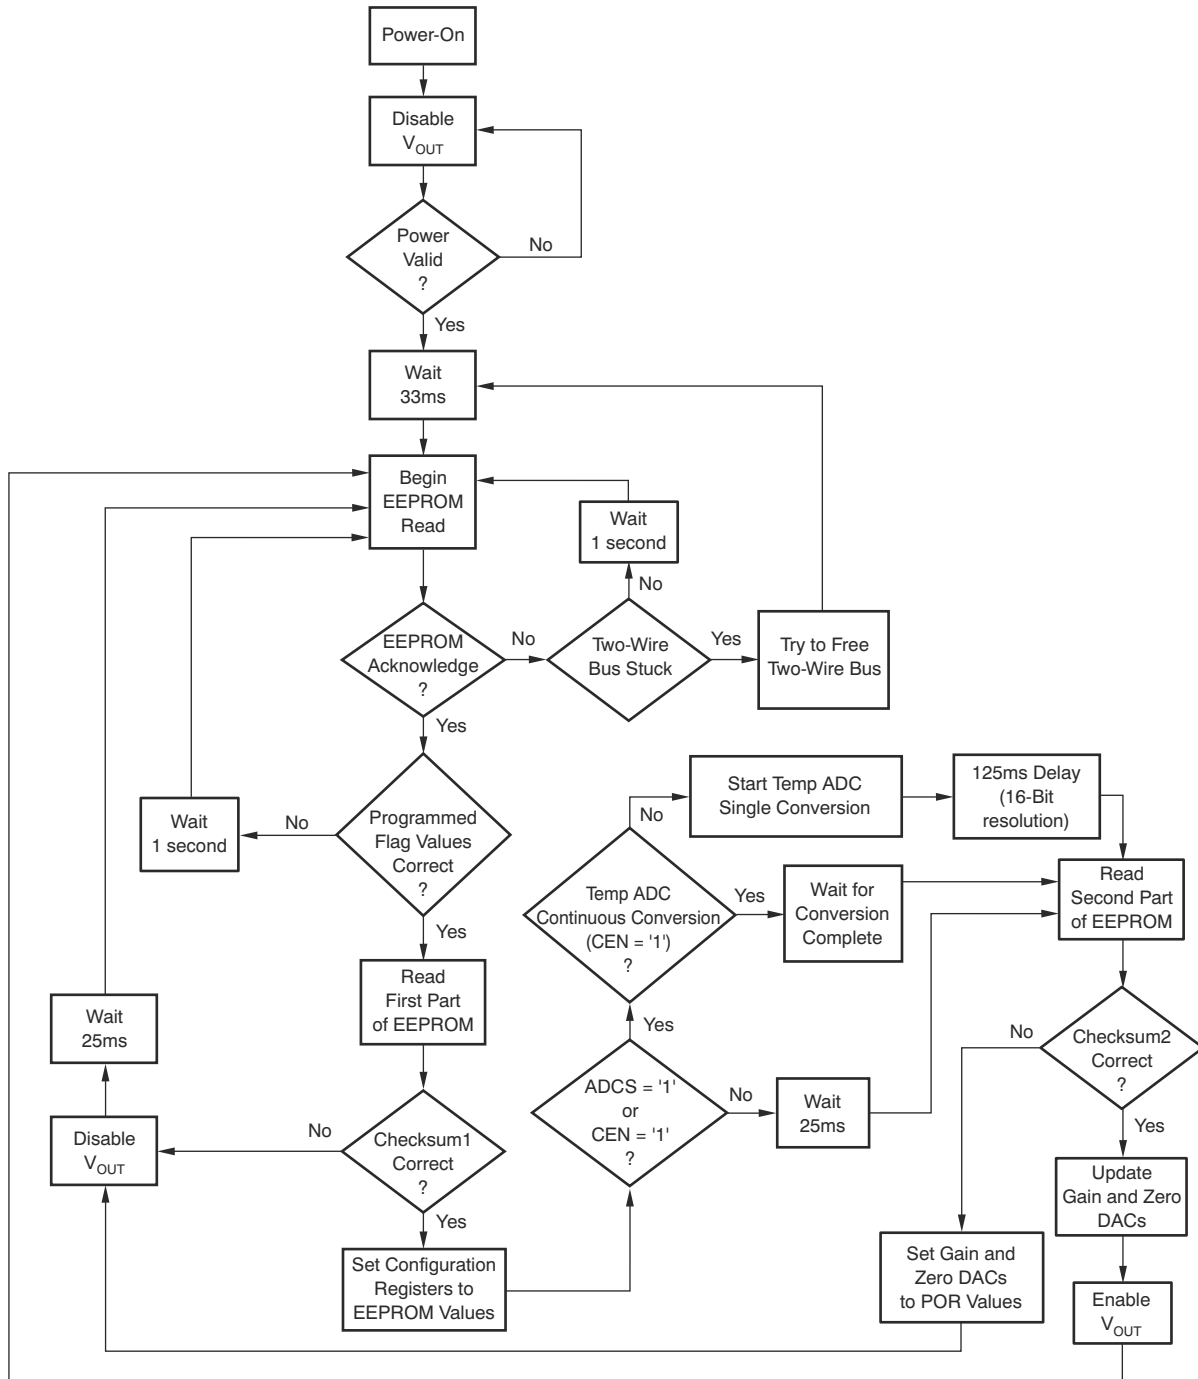 Power-On
Disable
VOUT
Power
Valid
?
No
Yes
Wait
33ms
Begin
EEPROM
Read
Wait
1 second
No
EEPROM
Acknowledge
?
No
Two-Wire
Bus Stuck
Yes
Try to Free
Two-Wire Bus
Yes
Programmed
Flag Values
Correct
?
No
Wait
1 second
Yes
Read
First Part
of EEPROM
Checksum1
Correct
?
No
Disable
VOUT
Wait
25ms
Yes
Set Configuration
Registers to
EEPROM Values
ADCS = '1'
or
CEN = '1'
?
No
Wait
25ms
Yes
Temp ADC
Continuous Conversion
(CEN = '1')
?
No
Start Temp ADC
Single Conversion
125ms Delay
(16-Bit
resolution)
Yes
Wait for
Conversion
Complete
Read
Second Part
of EEPROM
Checksum2
Correct
?
No
Set Gain and
Zero DACs
to POR Values
Yes
Update
Gain and Zero
DACs
Enable
VOUT